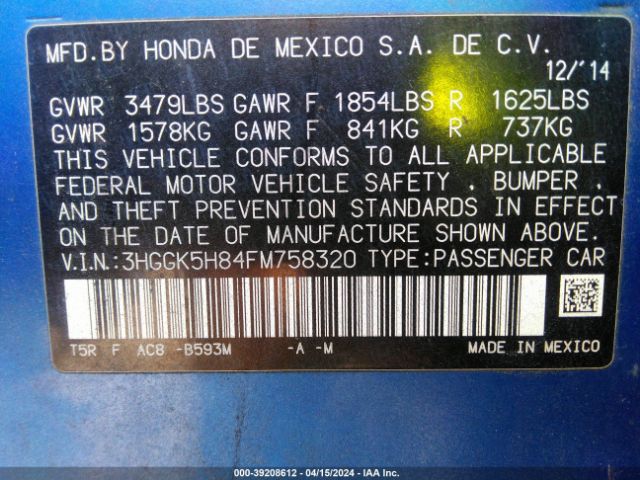 MFD.BY HONDA DE MEXICO S.A. DE C.V.
12/'14
GVWR 3479LBS GAWR F 1854LBS R 1625LBS
GVWR 1578KG GAWR F 841KG R 737KG
THIS VEHICLE CONFORMS TO ALL APPLICABLE
FEDERAL MOTOR VEHICLE SAFETY , BUMPER ,
AND THEFT PREVENTION STANDARDS IN EFFECT
ON THE DATE OF MANUFACTURE SHOWN ABOVE.
V.I.N.:3HGGK5H84FM758320 TYPE:PASSENGER CAR
T5R F AC8 -B593M -A -M MADE IN MEXICO
000-39208612 - 04/15/2024 - IAA Inc.